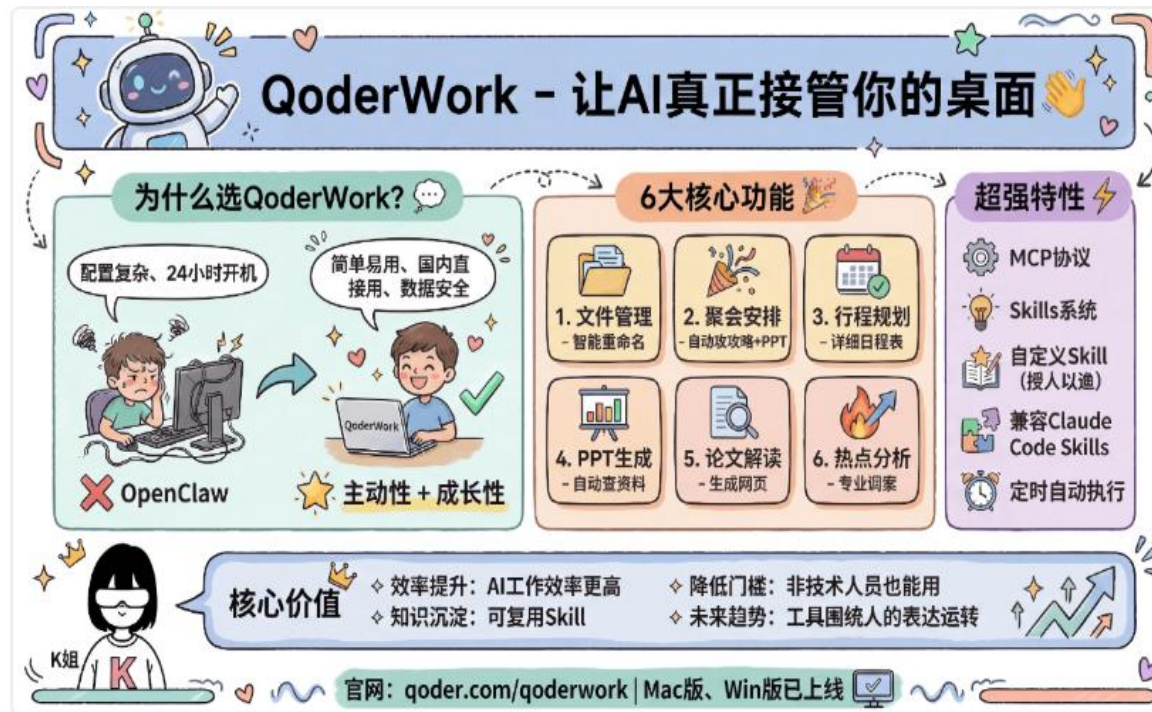 QoderWork - 让AI真正接管你的桌面
为什么选QoderWork?
配置复杂、24小时开机
简单易用、国内直
接用、数据安全
QoderWork
OpenClaw
主动性 + 成长性
6大核心功能
1. 文件管理
- 智能重命名
2. 聚会安排
- 自动攻攻略+PPT
3. 行程规划
- 详细日程表
4. PPT生成
- 自动查资料
5. 论文解读
- 生成网页
6. 热点分析
- 专业调案
超强特性
MCP协议
Skills系统
自定义Skill
(授人以渔)
兼容Claude
Code Skills
定时自动执行
K姐
K
核心价值
效率提升：AI工作效率更高
降低门槛：非技术人员也能用
知识沉淀：可复用Skill
未来趋势：工具围统人的表达运转
官网：qoder.com/qoderwork | Mac版、Win版已上线